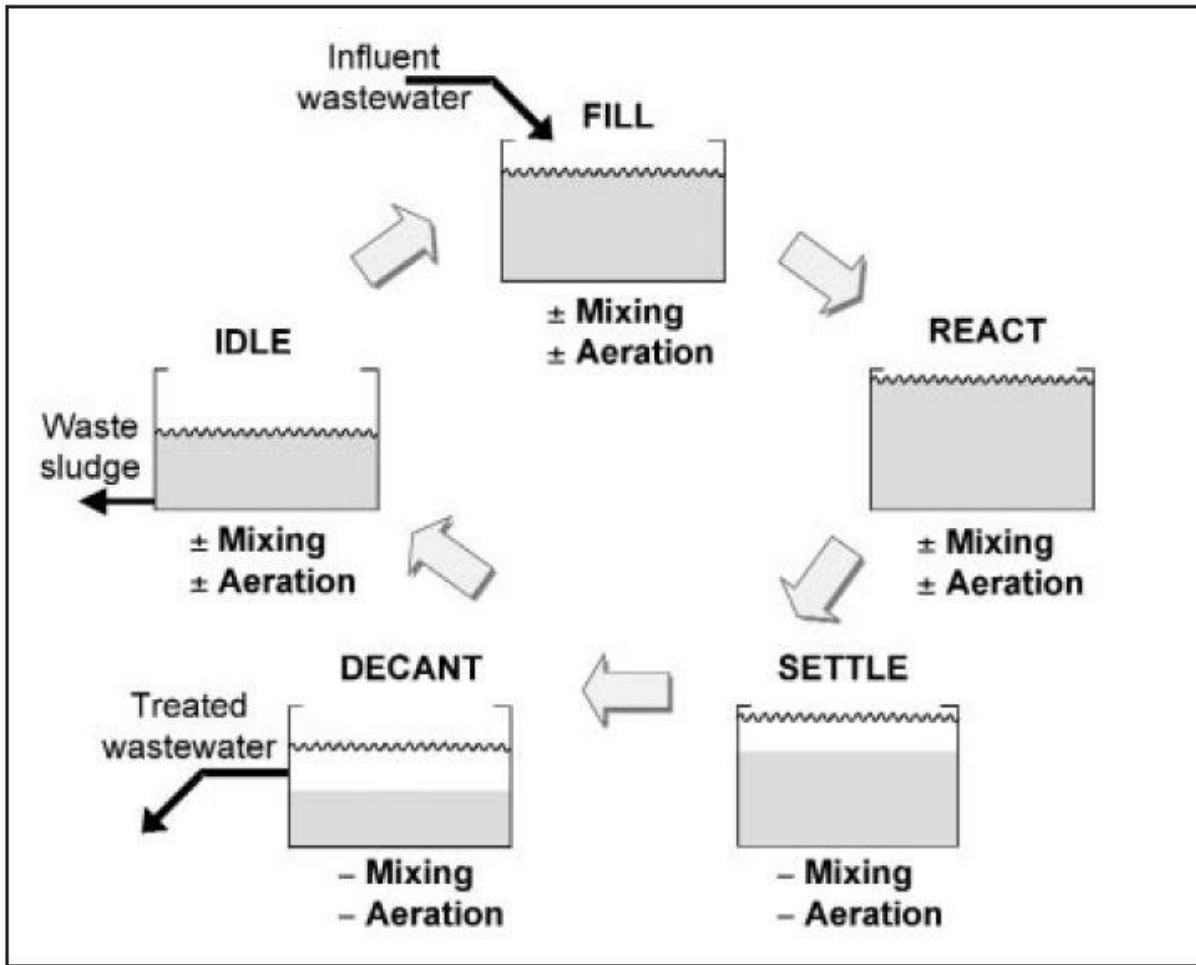 Influent
wastewater
FILL
± Mixing
± Aeration
REACT
± Mixing
± Aeration
SETTLE
– Mixing
– Aeration
DECANT
Treated
wastewater
– Mixing
– Aeration
IDLE
Waste
sludge
± Mixing
± Aeration